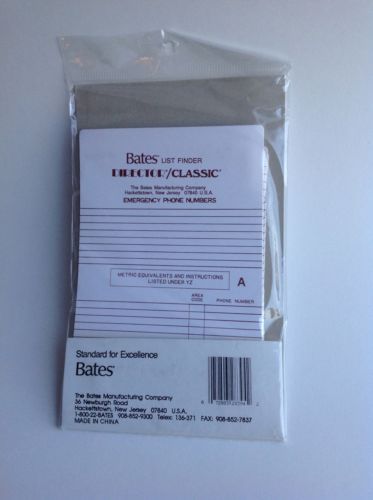 Bates® LIST FINDER
DIRECTOR/CLASSIC®
The Bates Manufacturing Company
Hackettstown, New Jersey 07840 U.S.A.
EMERGENCY PHONE NUMBERS
METRIC EQUIVALENTS AND INSTRUCTIONS
LISTED UNDER YZ
A
AREA
CODE
PHONE NUMBER
Standard for Excellence
Bates®
The Bates Manufacturing Company
36 Newburgh Road
Hackettstown, New Jersey 07840 U.S.A.
1-800-22-BATES 908-852-9300 Telex: 136-371 FAX: 908-852-7837
MADE IN CHINA